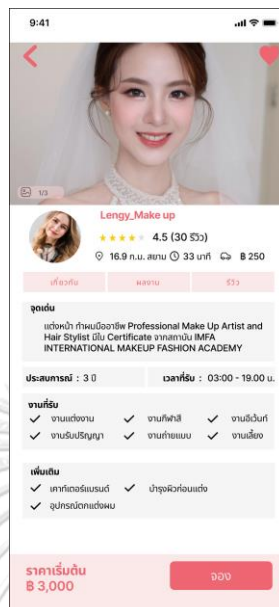 9:41
1/3
Lengy_Make up
4.5 (30 รีวิว)
16.9 ก.ม. สยาม 33 นาที ฿ 250
เกี่ยวกับ ผลงาน รีวิว
จุดเด่น
แต่งหน้า ทำผมมืออาชีพ Professional Make Up Artist and
Hair Stylist มีใบ Certificate จากสถาบัน IMFA
INTERNATIONAL MAKEUP FASHION ACADEMY
ประสบการณ์ : 3 ปี เวลาที่รับ : 03:00 - 19.00 น.
งานที่รับ
งานแต่งงาน งานกีฬาสี งานอีเว้นท์
งานรับปริญญา งานถ่ายแบบ งานเลี้ยง
เพิ่มเติม
เคาท์เตอร์แบรนด์ บำรุงผิวก่อนแต่ง
อุปกรณ์ตกแต่งผม
ราคาเริ่มต้น
฿ 3,000
จอง